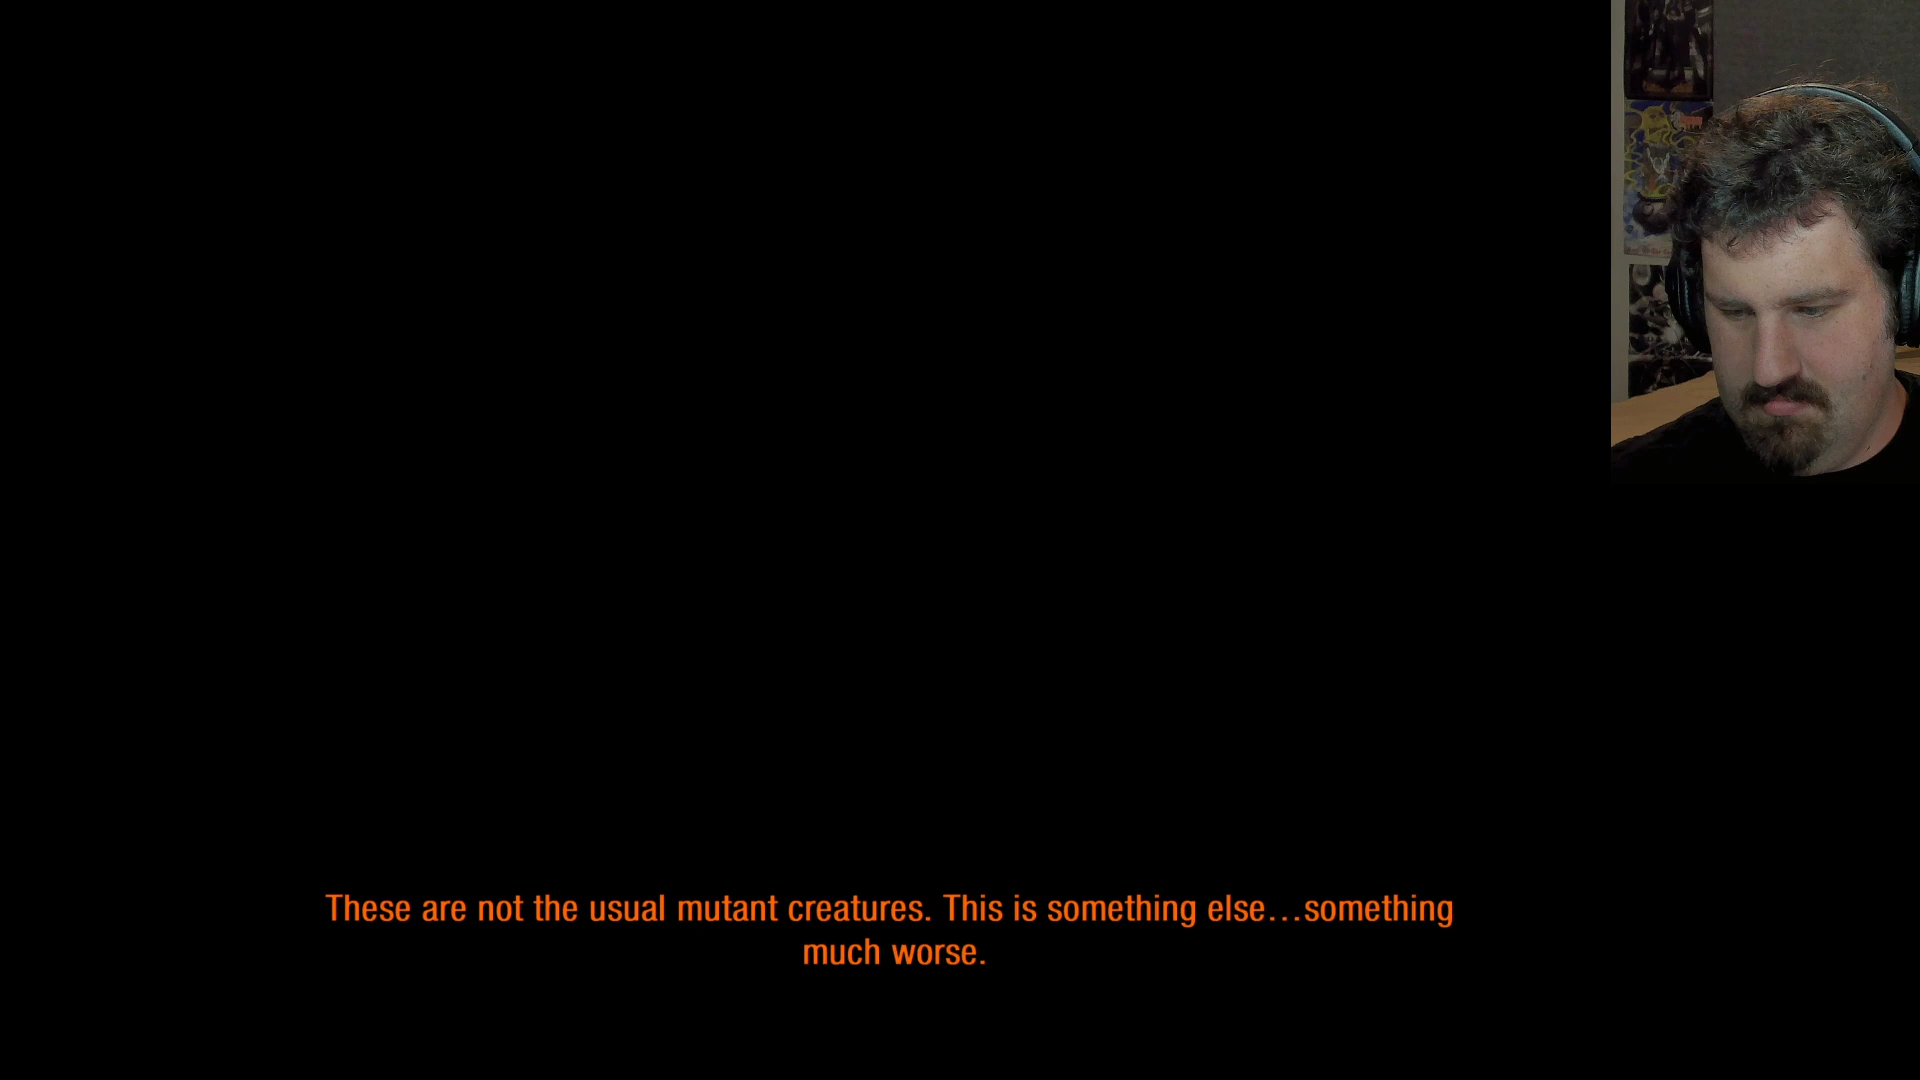 These are not the usual mutant creatures. This is something else...something
much worse.